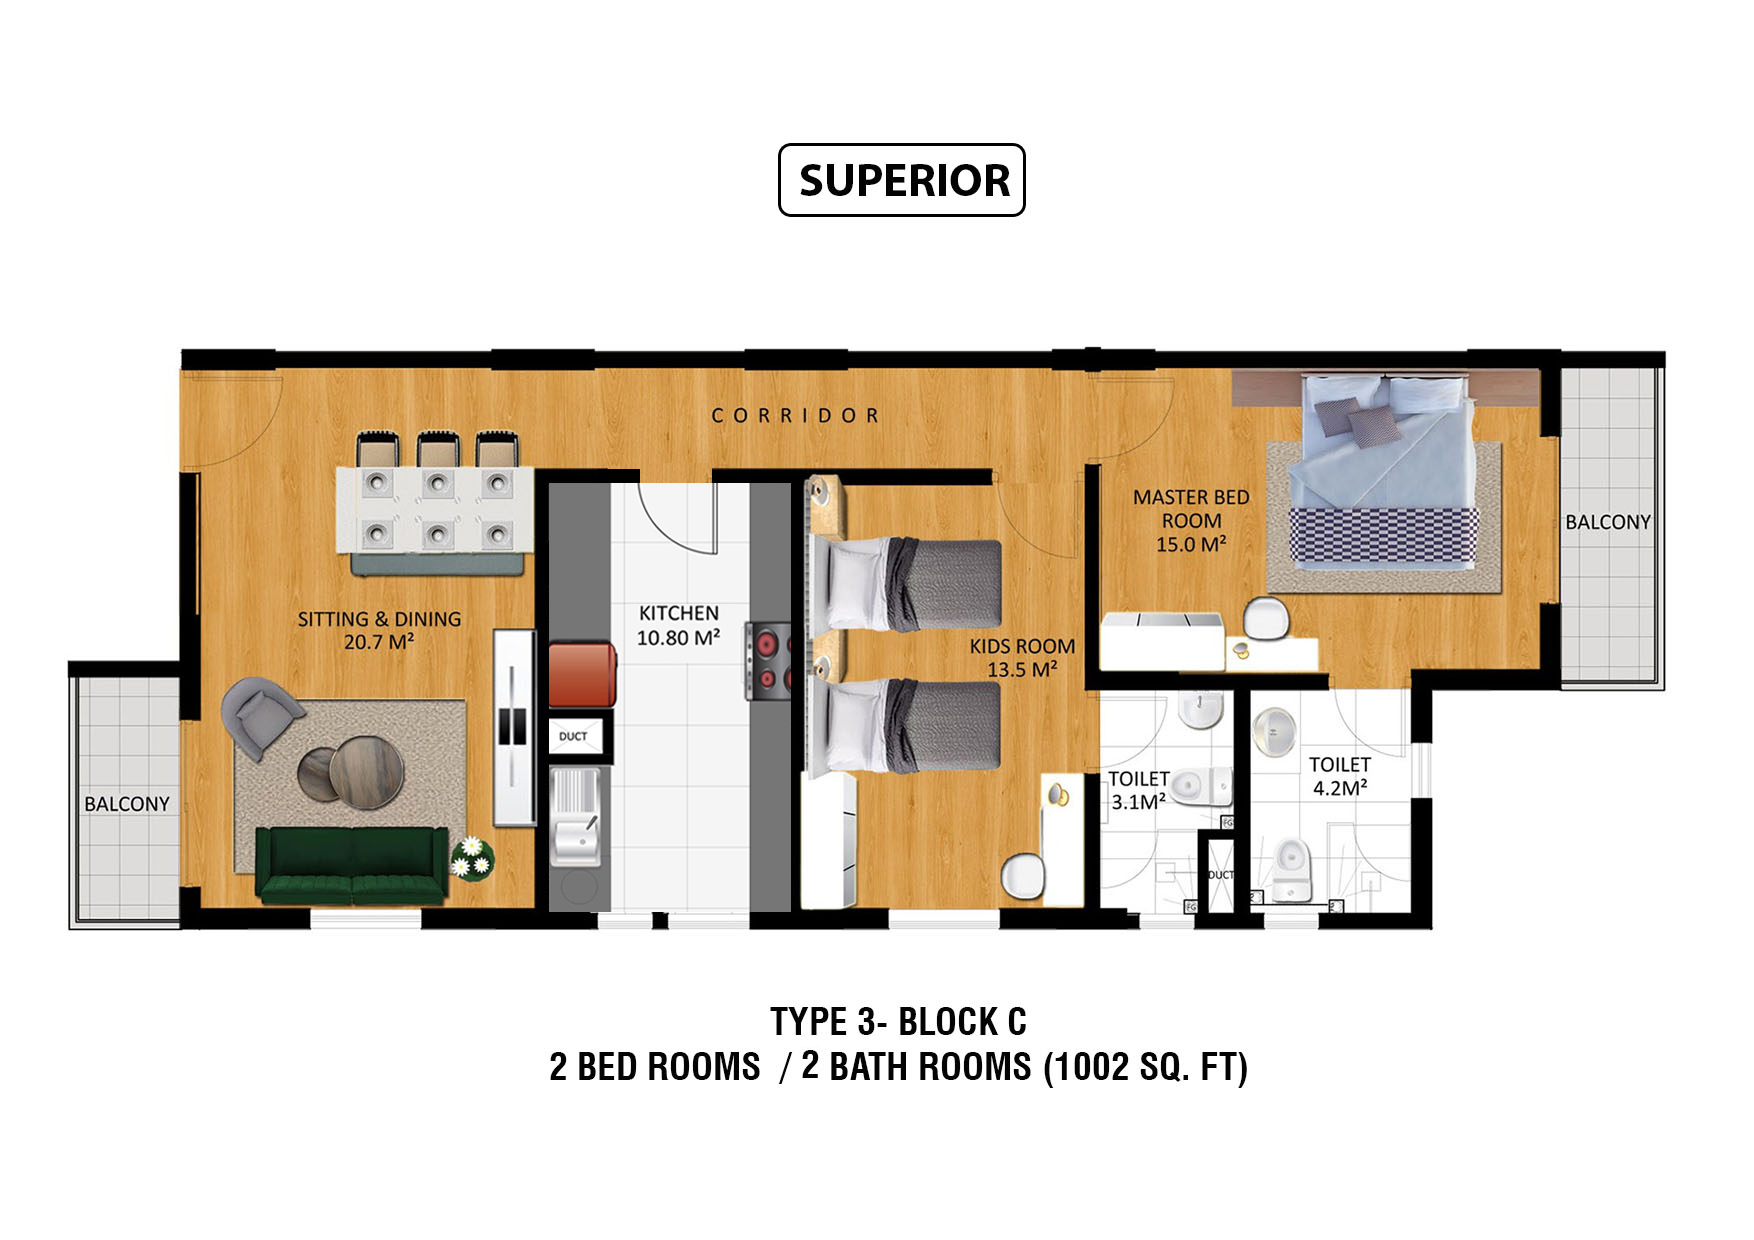 SUPERIOR
CORRIDOR
MASTER BED
ROOM
15.0 M²
BALCONY
SITTING & DINING
20.7 M²
KITCHEN
10.80 M²
KIDS ROOM
13.5 M²
DUCT
TOILET
3.1M²
TOILET
4.2M²
BALCONY
DUCT
FG
FG
TYPE 3- BLOCK C
2 BED ROOMS / 2 BATH ROOMS (1002 SQ. FT)